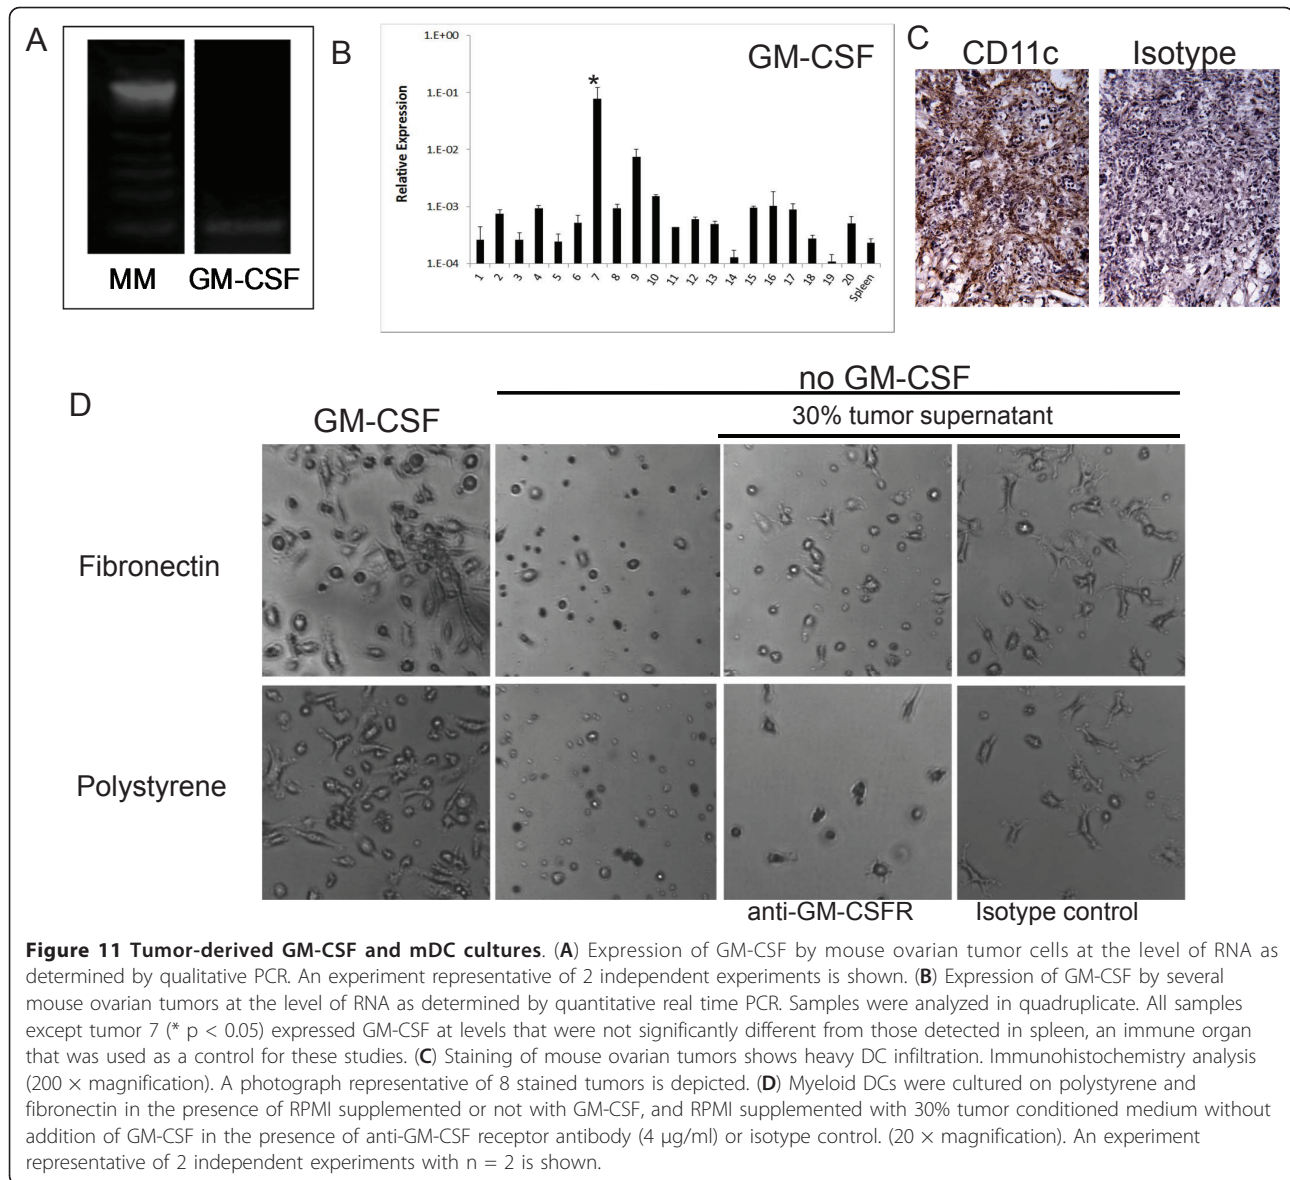 A
MM GM-CSF
B
GM-CSF
Relative Expression
1.E+00
1.E-01
1.E-02
1.E-03
1.E-04
*
1 2 3 4 5 6 7 8 9 10 11 12 13 14 15 16 17 18 19 20 Spleen
C
CD11c Isotype
D
no GM-CSF
GM-CSF 30% tumor supernatant
Fibronectin
Polystyrene
anti-GM-CSFR Isotype control
Figure 11 Tumor-derived GM-CSF and mDC cultures. (A) Expression of GM-CSF by mouse ovarian tumor cells at the level of RNA as
determined by qualitative PCR. An experiment representative of 2 independent experiments is shown. (B) Expression of GM-CSF by several
mouse ovarian tumors at the level of RNA as determined by quantitative real time PCR. Samples were analyzed in quadruplicate. All samples
except tumor 7 (* p < 0.05) expressed GM-CSF at levels that were not significantly different from those detected in spleen, an immune organ
that was used as a control for these studies. (C) Staining of mouse ovarian tumors shows heavy DC infiltration. Immunohistochemistry analysis
(200 × magnification). A photograph representative of 8 stained tumors is depicted. (D) Myeloid DCs were cultured on polystyrene and
fibronectin in the presence of RPMI supplemented or not with GM-CSF, and RPMI supplemented with 30% tumor conditioned medium without
addition of GM-CSF in the presence of anti-GM-CSF receptor antibody (4 μg/ml) or isotype control. (20 × magnification). An experiment
representative of 2 independent experiments with n = 2 is shown.